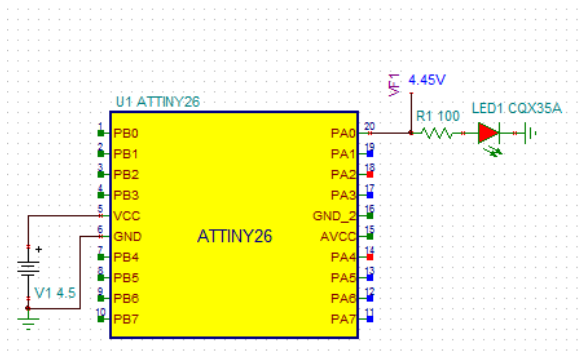 VF1 4.45V
U1 ATTINY26
R1 100
LED1 CQX35A
1 PB0 PA0 20
2 PB1 PA1 19
3 PB2 PA2 18
4 PB3 PA3 17
5 VCC GND_2 16
6 GND AVCC 15
ATTINY26
7 PB4 PA4 14
8 PB5 PA5 13
9 PB6 PA6 12
10 PB7 PA7 11
+
V1 4.5